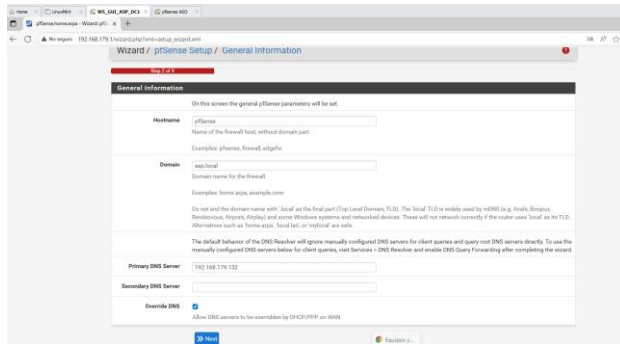 Home
LinuxMint
WS_GUI_ASP_DC1
pfSense ASO
pfSense.home.arpa - Wizard: pfS
192.168.179.1/wizard.php?xml=setup_wizard.xml
Wizard / pfSense Setup / General Information
Step 2 of 9
General Information
On this screen the general pfSense parameters will be set.
Hostname
pfSense
Name of the firewall host, without domain part.
Examples: pfsense, firewall, edgefw
Domain
asp.local
Domain name for the firewall.
Examples: home.arpa, example.com
Do not end the domain name with '.local' as the final part (Top Level Domain, TLD). The 'local' TLD is widely used by mDNS (e.g. Avahi, Bonjour,
Rendezvous, Airprint, Airplay) and some Windows systems and networked devices. These will not network correctly if the router uses 'local' as its TLD.
Alternatives such as 'home.arpa', 'local.lan', or 'mylocal' are safe.
The default behavior of the DNS Resolver will ignore manually configured DNS servers for client queries and query root DNS servers directly. To use the
manually configured DNS servers below for client queries, visit Services > DNS Resolver and enable DNS Query Forwarding after completing the wizard.
Primary DNS Server
192.168.179.132
Secondary DNS Server
Override DNS
Allow DNS servers to be overridden by DHCP/PPP on WAN
Next
Equipos y...